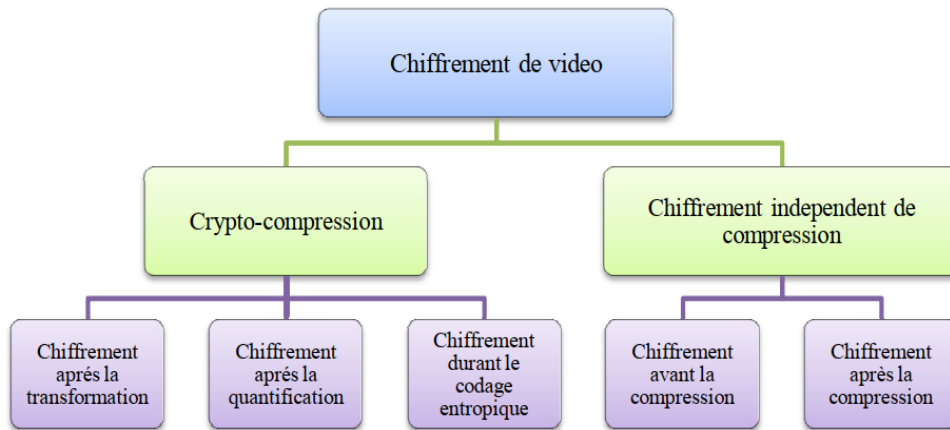 Chiffrement de video
Crypto-compression
Chiffrement independent de
compression
Chiffrement
aprés la
transformation
Chiffrement
aprés la
quantification
Chiffrement
durant le
codage
entropique
Chiffrement
avant la
compression
Chiffrement
après la
compression